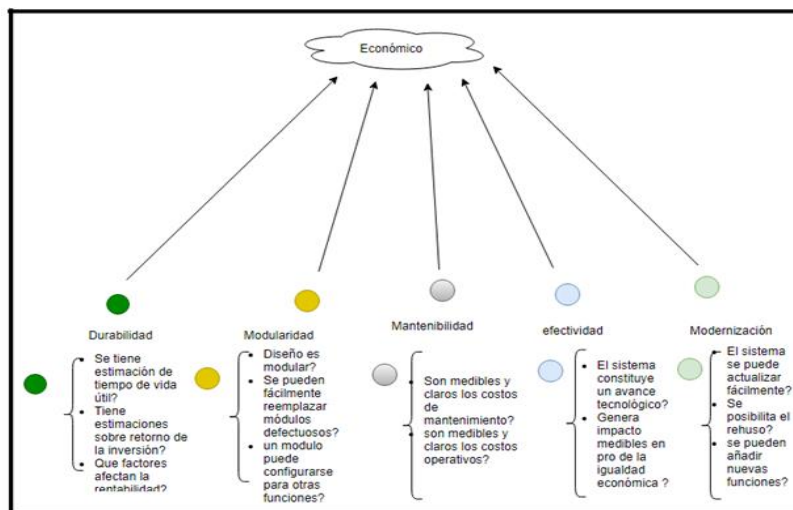 Económico
Durabilidad
Modularidad
Mantenibilidad
efectividad
Modernización
Se tiene
estimación de
tiempo de vida
útil?
Tiene
estimaciones
sobre retorno de
la inversión?
Que factores
afectan la
rentabilidad?
Diseño es
modular?
Se pueden
fácilmente
reemplazar
módulos
defectuosos?
un modulo
puede
configurarse
para otras
funciones?
Son medibles y
claros los costos
de
mantenimiento?
son medibles y
claros los costos
operativos?
El sistema
constituye
un avance
tecnológico?
Genera
impacto
medibles en
pro de la
igualdad
económica ?
El sistema
se puede
actualizar
fácilmente?
Se
posibilita el
rehuso?
se pueden
añadir
nuevas
funciones?